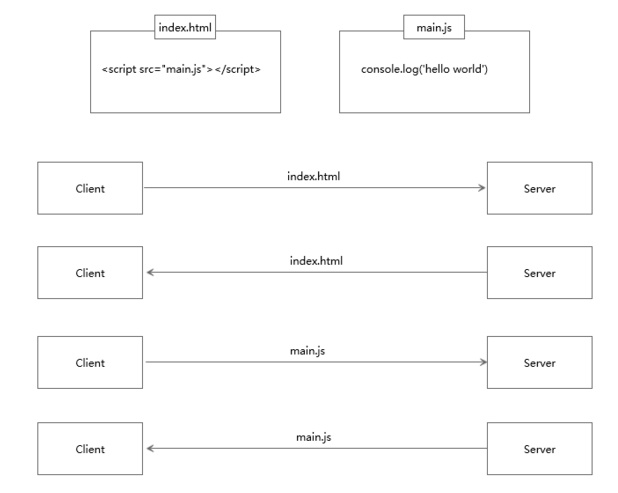 index.html
<script src="main.js"></script>
main.js
console.log('hello world')
Client
index.html
Server
Client
index.html
Server
Client
main.js
Server
Client
main.js
Server